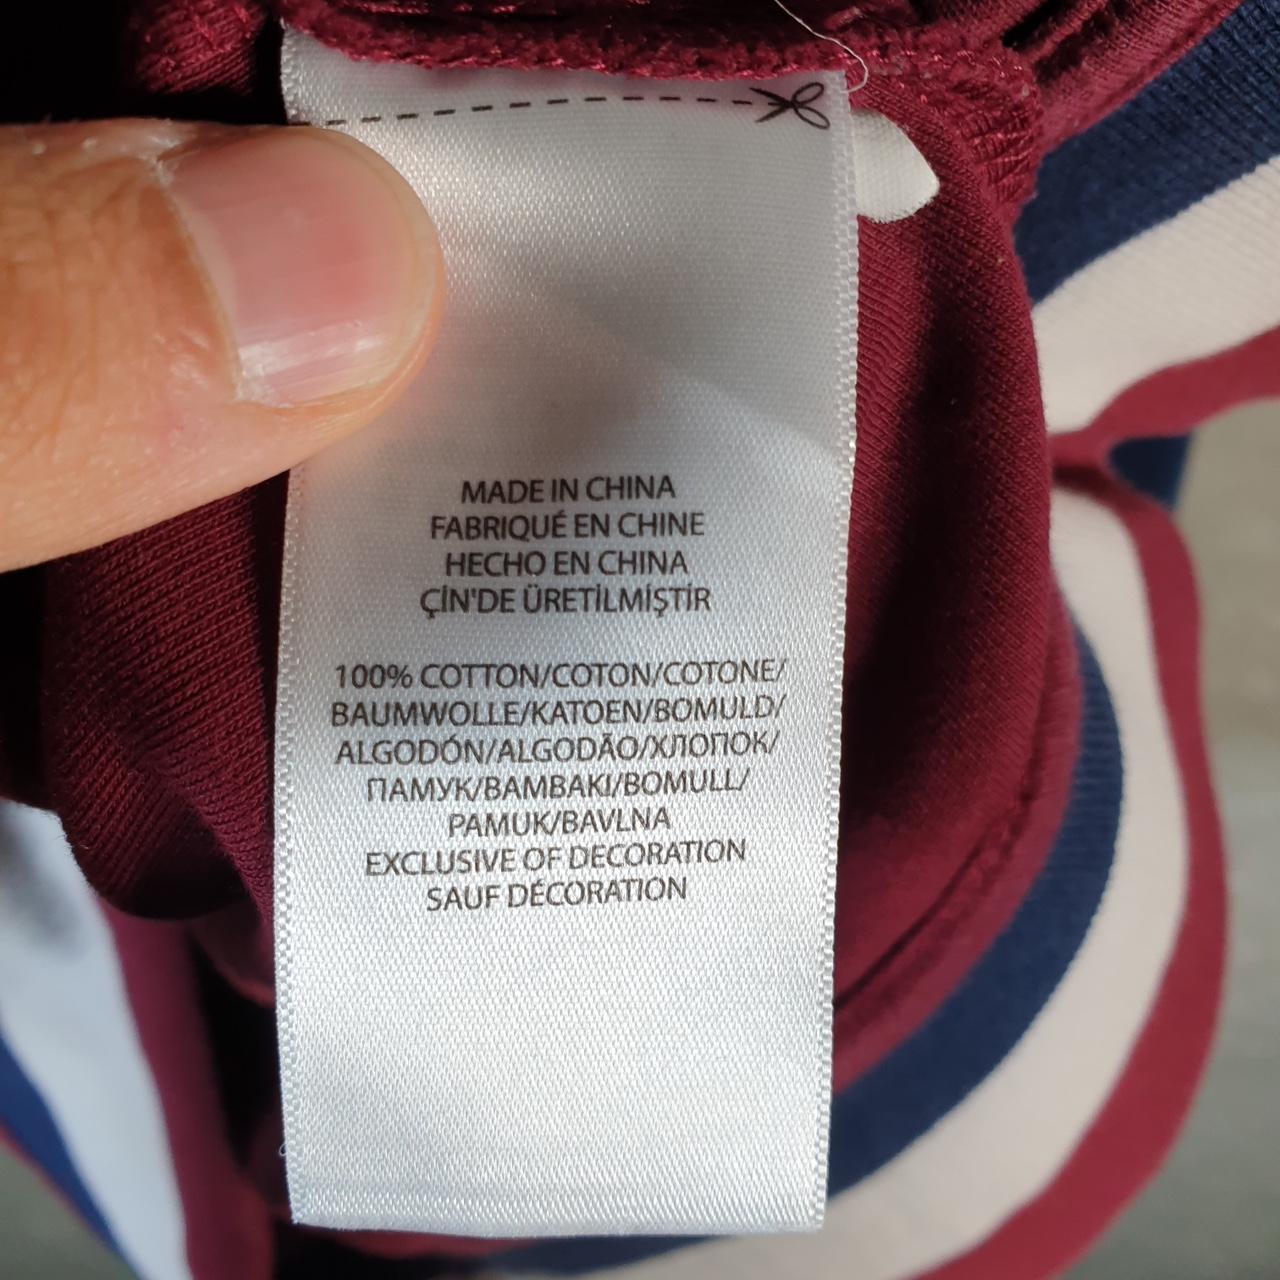 MADE IN CHINA
FABRIQUÉ EN CHINE
HECHO EN CHINA
ÇİN'DE ÜRETİLMİŞTİR
100% COTTON/COTON/COTONE/
BAUMWOLLE/KATOEN/BOMULD/
ALGODÓN/ALGODÃO/ХЛОПОК/
ПАМУК/BAMBAKI/BOMULL/
PAMUK/BAVLNA
EXCLUSIVE OF DECORATION
SAUF DÉCORATION